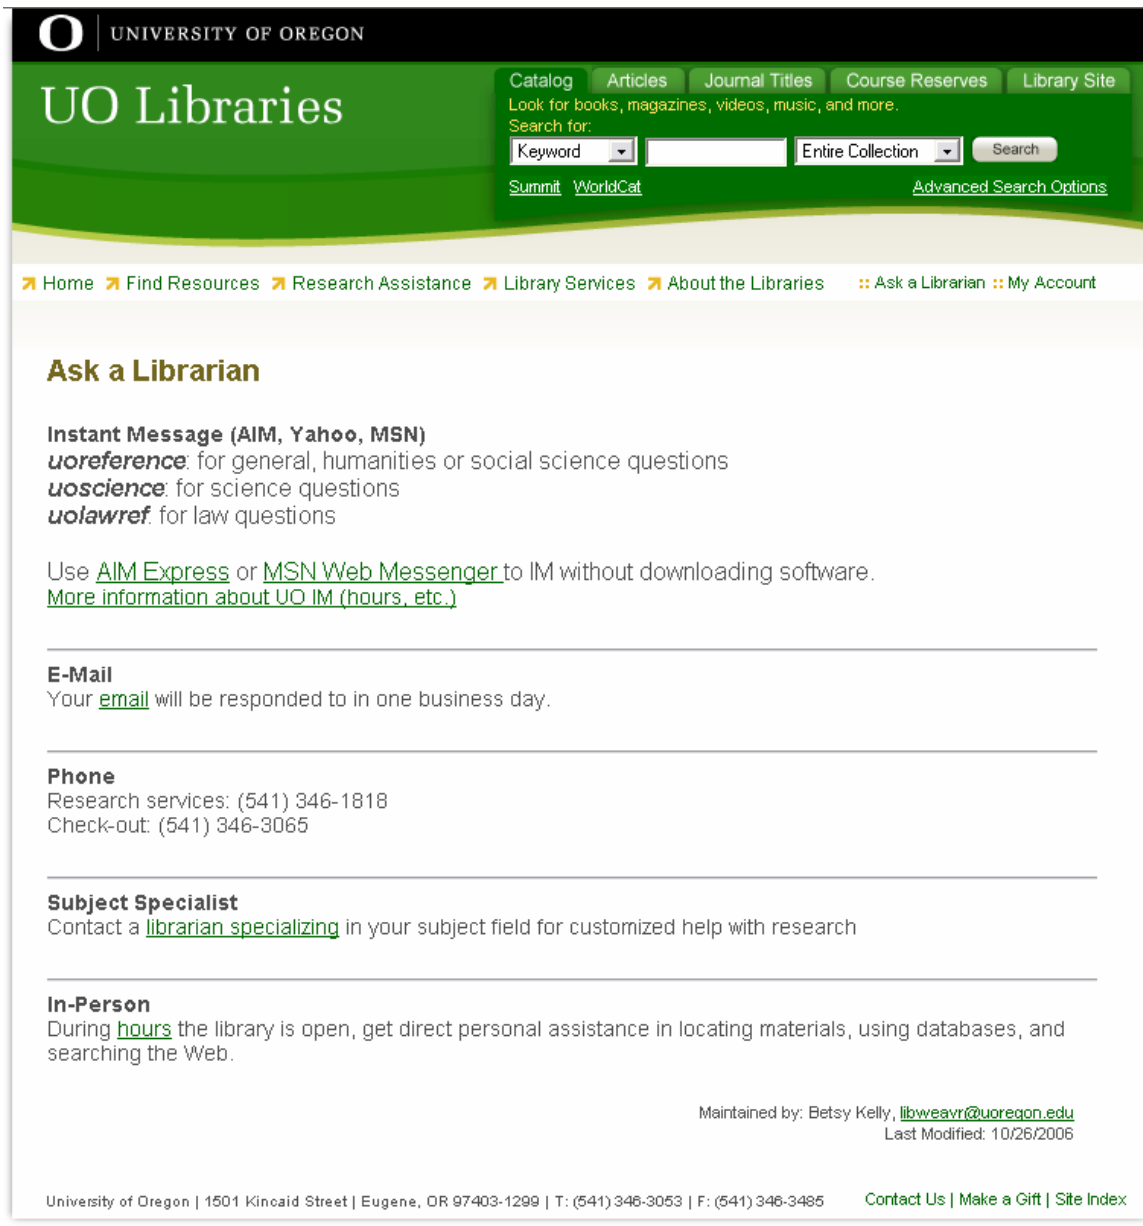 UNIVERSITY OF OREGON
UO Libraries
Catalog Articles Journal Titles Course Reserves Library Site
Look for books, magazines, videos, music, and more.
Search for:
Keyword Entire Collection Search
Summit WorldCat Advanced Search Options
Home Find Resources Research Assistance Library Services About the Libraries :: Ask a Librarian :: My Account
Ask a Librarian
Instant Message (AIM, Yahoo, MSN)
uoreference: for general, humanities or social science questions
uoscience: for science questions
uolawref: for law questions
Use AIM Express or MSN Web Messenger to IM without downloading software.
More information about UO IM (hours, etc.)
E-Mail
Your email will be responded to in one business day.
Phone
Research services: (541) 346-1818
Check-out: (541) 346-3065
Subject Specialist
Contact a librarian specializing in your subject field for customized help with research
In-Person
During hours the library is open, get direct personal assistance in locating materials, using databases, and
searching the Web.
Maintained by: Betsy Kelly, libweavr@uoregon.edu
Last Modified: 10/26/2006
University of Oregon | 1501 Kincaid Street | Eugene, OR 97403-1299 | T: (541) 346-3053 | F: (541) 346-3485 Contact Us | Make a Gift | Site Index